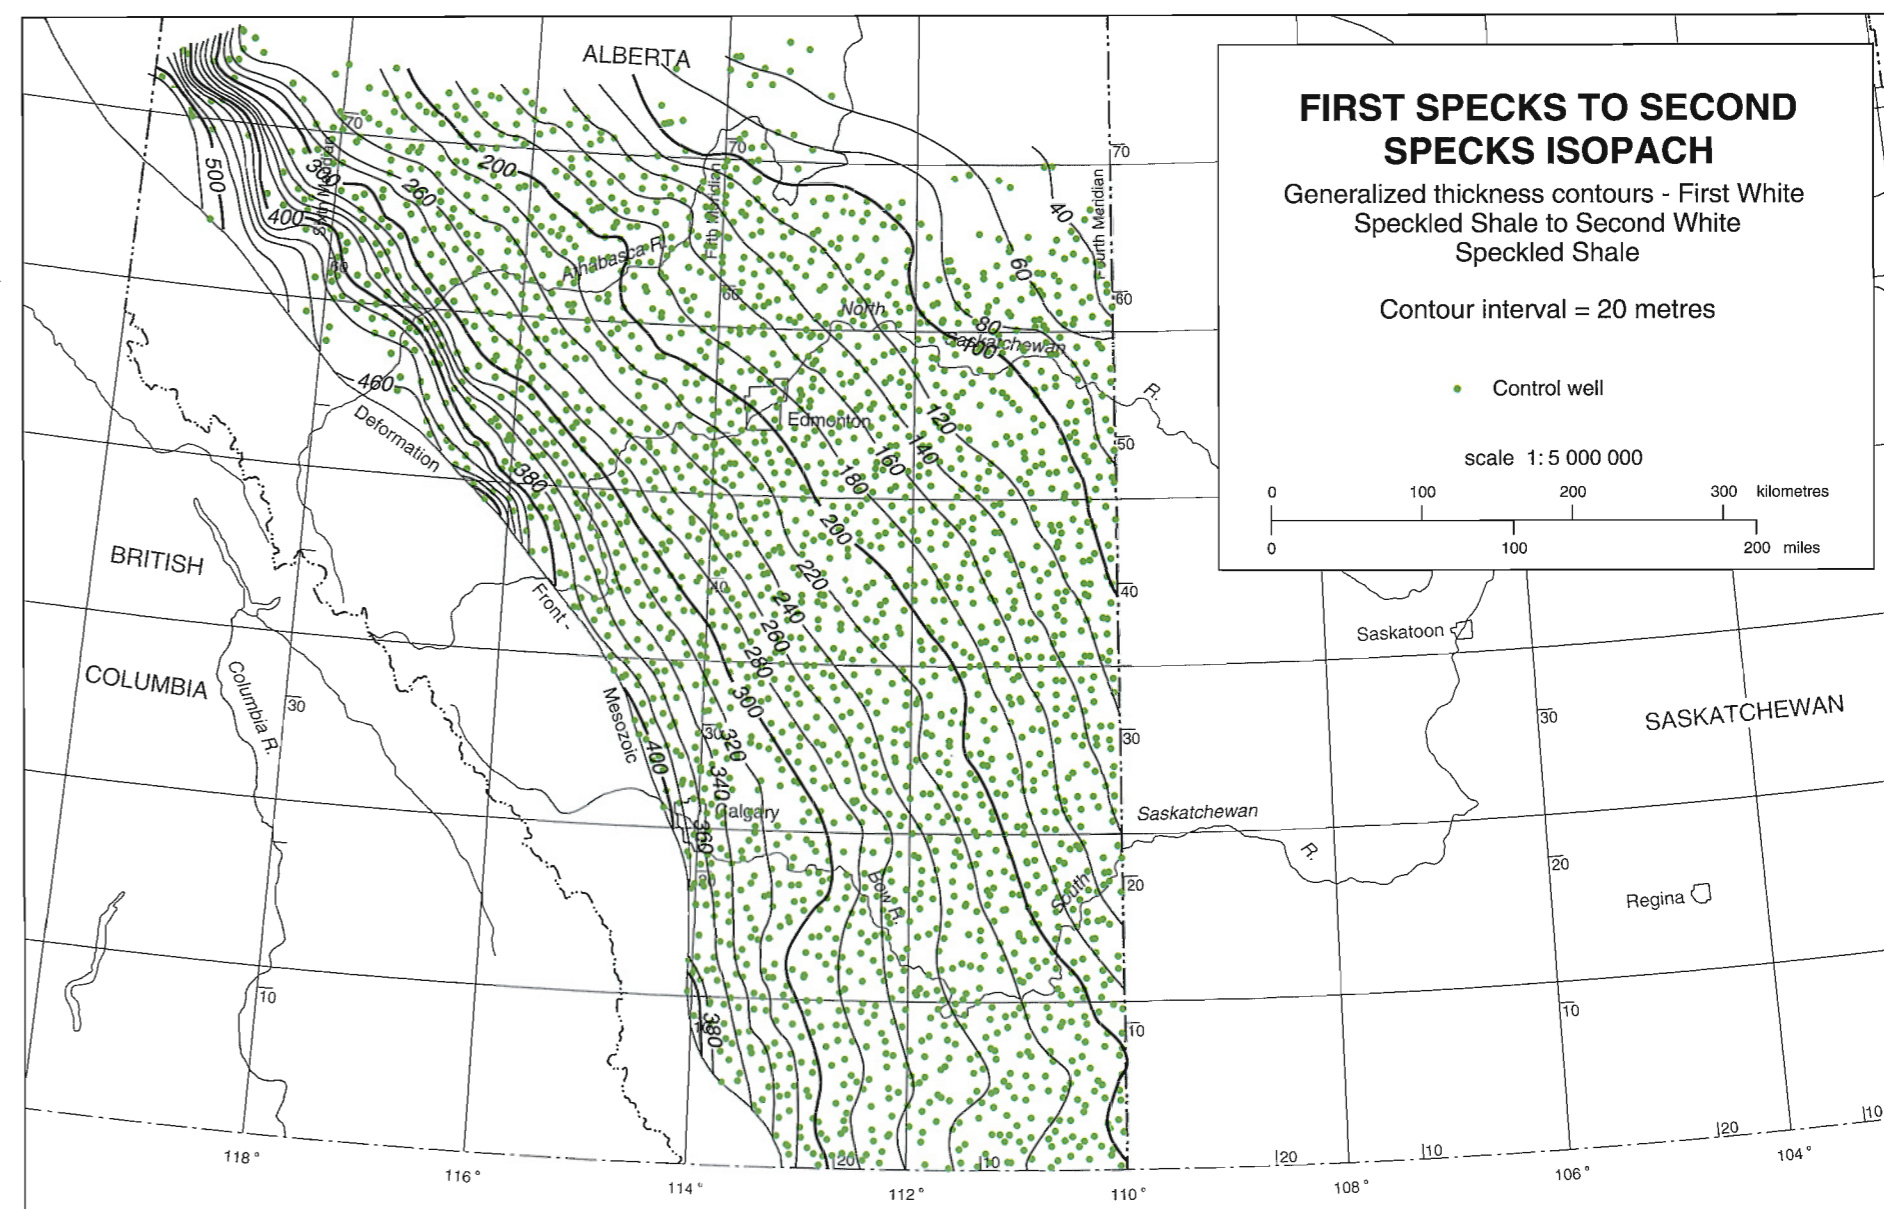 ALBERTA
FIRST SPECKS TO SECOND
SPECKS ISOPACH
Generalized thickness contours - First White
Speckled Shale to Second White
Speckled Shale
Contour interval = 20 metres
Control well
scale 1: 5 000 000
0 100 200 300 kilometres
0 100 200 miles
70
70
70
Sixth Meridian
Fifth Meridian
Fourth Meridian
500
300
260
200
400
40
60
80
100
60
60
60
Athabasca R.
North
Saskatchewan
R.
460
Deformation
Edmonton
120
140
160
180
200
220
240
260
280
300
320
340
360
380
50
40
40
BRITISH
COLUMBIA
Columbia R.
Front -
Mesozoic
400
Calgary
30
30
30
30
Saskatoon
SASKATCHEWAN
Saskatchewan
R.
South
Bow R.
20
20
20
Regina
380
10
10
10
10
20
10
20
10
20
10
118°
116°
114°
112°
110°
108°
106°
104°